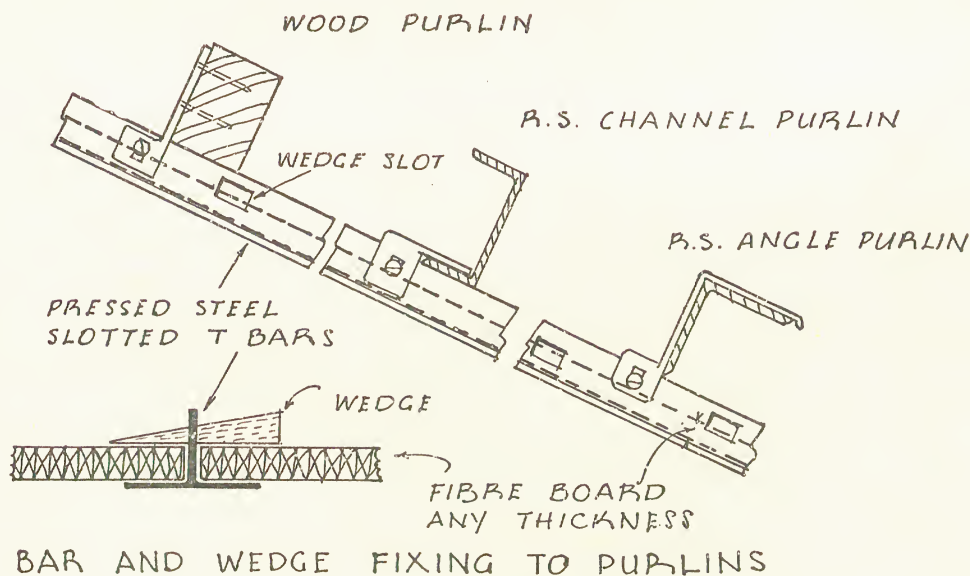 WOOD PURLIN
R.S. CHANNEL PURLIN
WEDGE SLOT
R.S. ANGLE PURLIN
PRESSED STEEL
SLOTTED T BARS
WEDGE
FIBRE BOARD
ANY THICKNESS
BAR AND WEDGE FIXING TO PURLINS